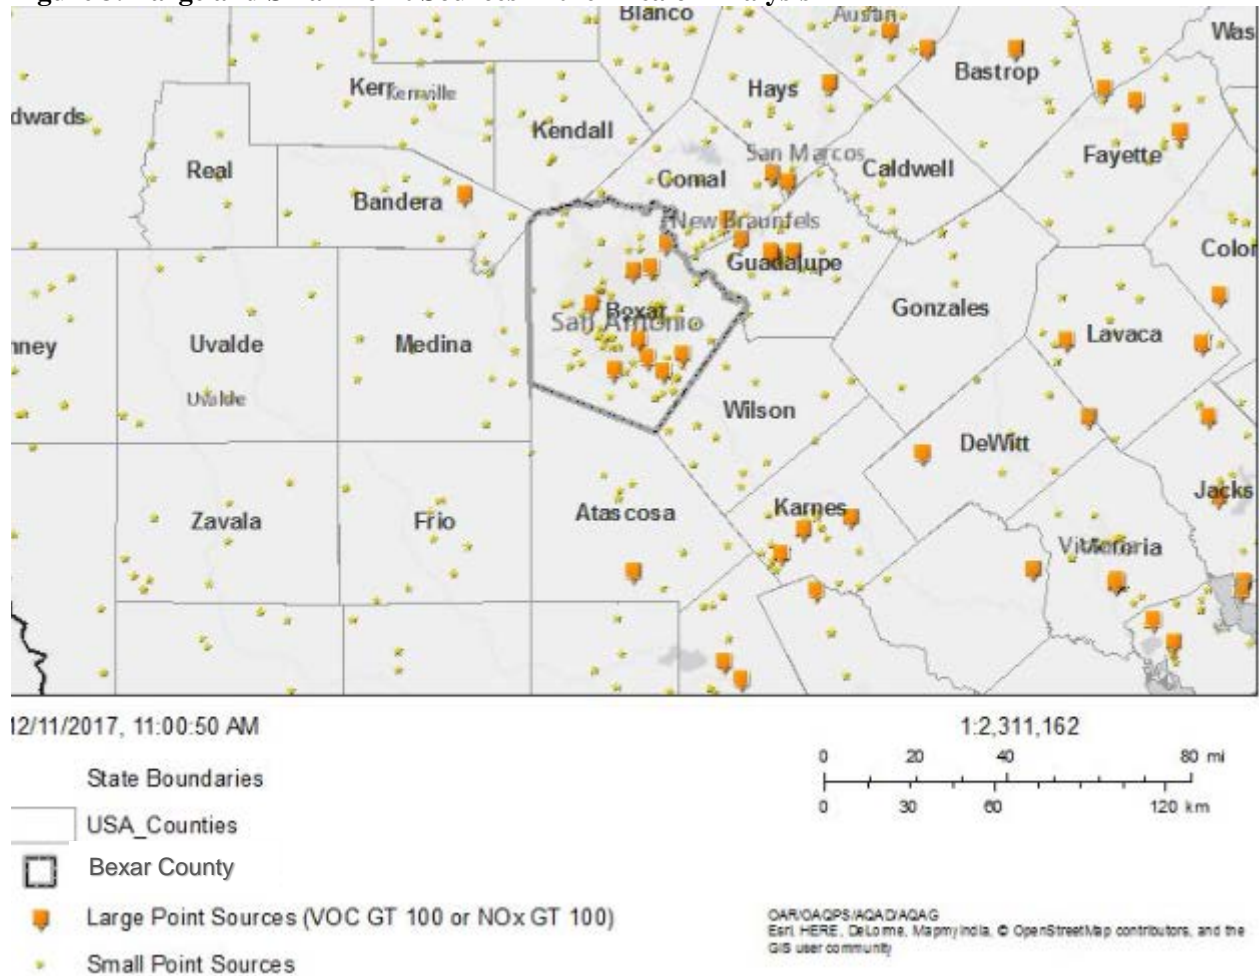 Blanco
Austin
Was
Bastrop
Kerr
Kerrville
Hays
dwards
Kendall
San Marcos
Fayette
Real
Comal
Caldwell
Bandera
New Braunfels
Color
Guadalupe
Gonzales
Bexar
San Antonio
Lavaca
nney
Uvalde
Medina
Uvalde
Wilson
DeWitt
Jacks
Karnes
Atascosa
Zavala
Frio
Victoria
Victoria
12/11/2017, 11:00:50 AM
1:2,311,162
0 20 40 80 mi
0 30 60 120 km
State Boundaries
USA_Counties
Bexar County
Large Point Sources (VOC GT 100 or NOx GT 100)
Small Point Sources
OAR/OAQPS/AQAD/AQAG
Esri, HERE, DeLorme, MapmyIndia, © OpenStreetMap contributors, and the
GIS user community